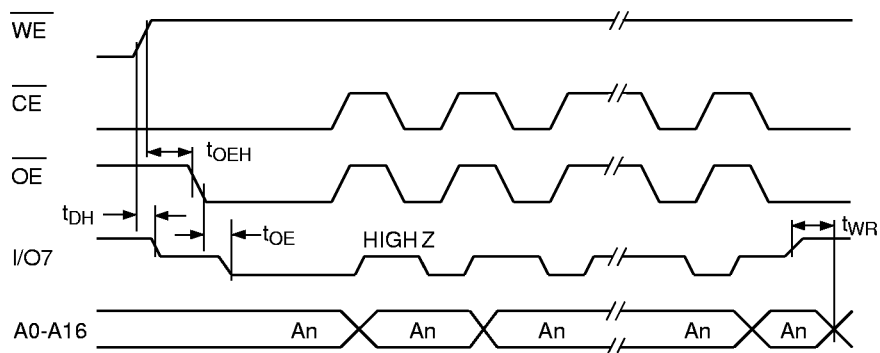 WE
CE
OE
tOEH
tDH
tOE
HIGH Z
tWR
I/O7
A0-A16
An
An
An
An
An